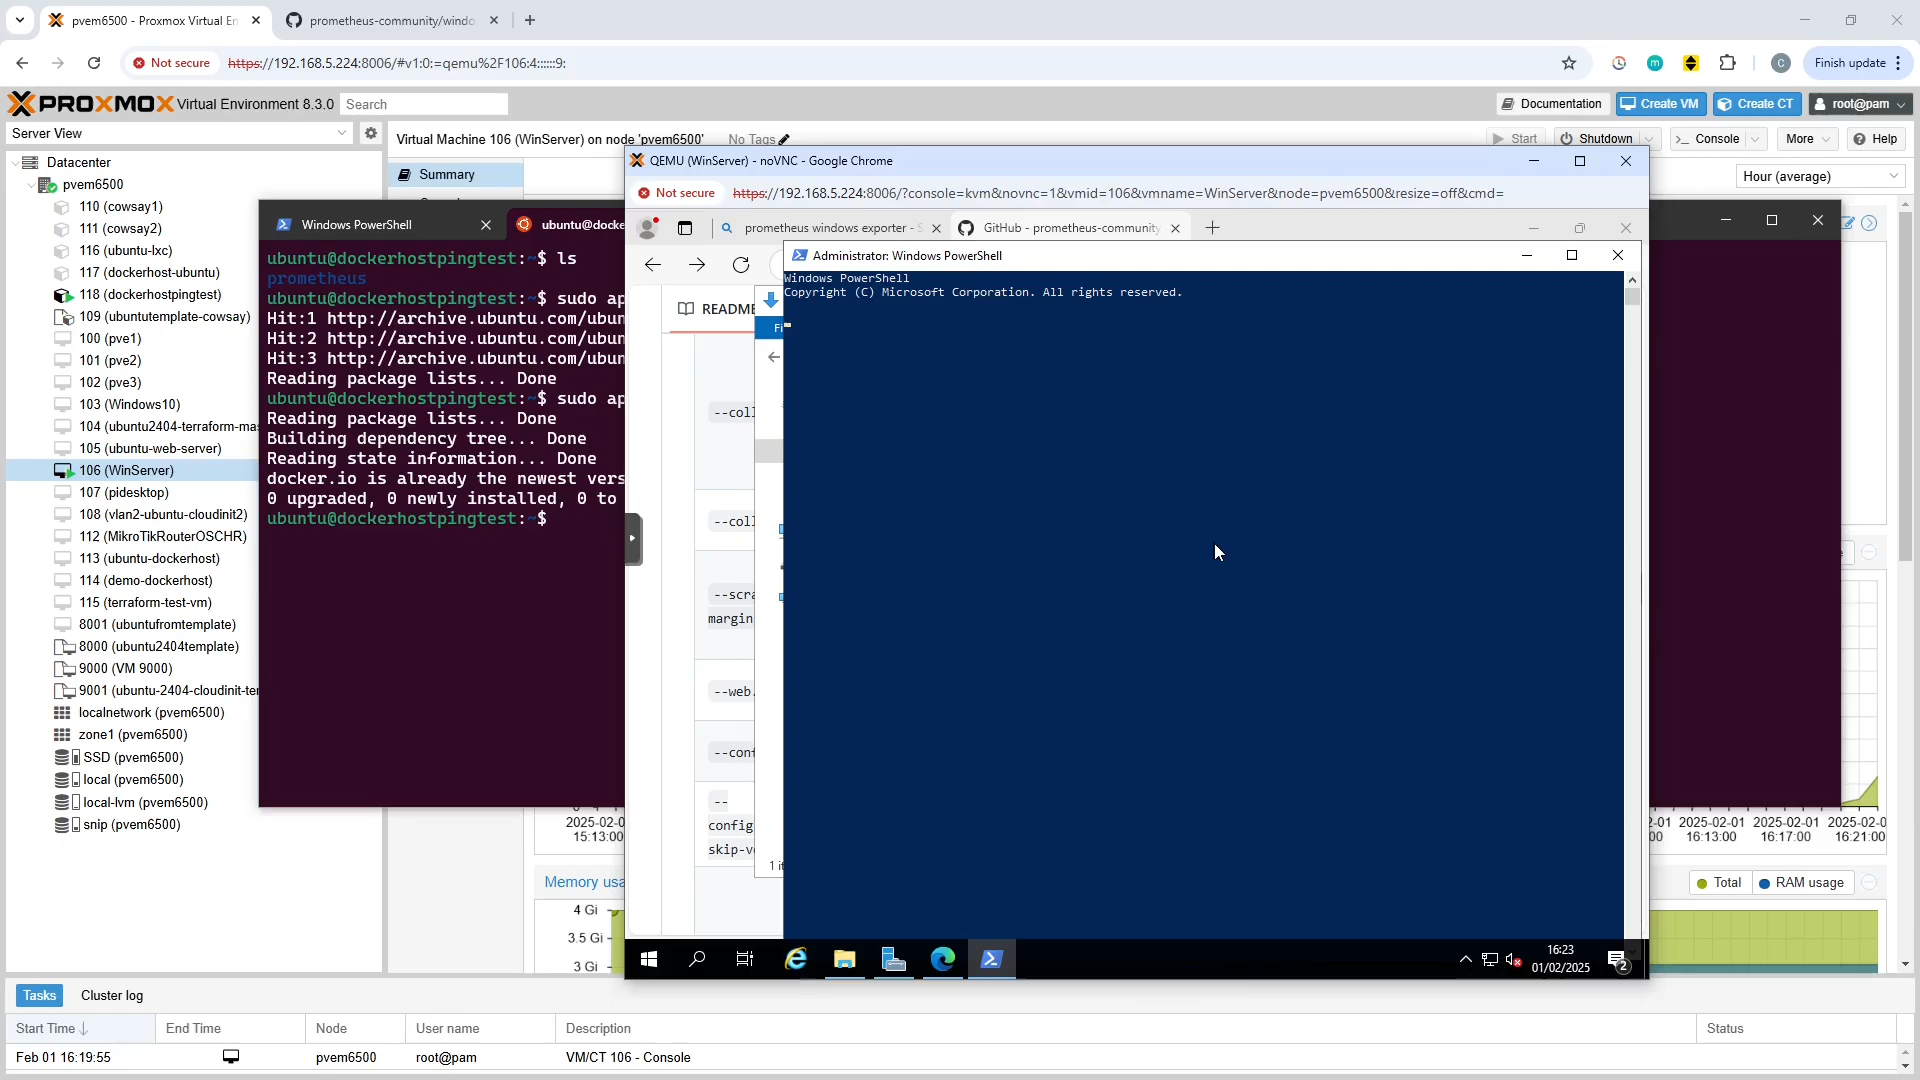 pvem6500 - Proxmox Virtual En
prometheus-community/windo
Not secure
https://192.168.5.224:8006/#v1:0:=qemu%2F106:4::::::9:
m
C
Finish update
PROXMOX Virtual Environment 8.3.0
Search
Documentation
Create VM
Create CT
root@pam
Server View
Virtual Machine 106 (WinServer) on node 'pvem6500'
No Tags
Start
Shutdown
Console
More
Help
Datacenter
pvem6500
110 (cowsay1)
111 (cowsay2)
116 (ubuntu-lxc)
117 (dockerhost-ubuntu)
118 (dockerhostpingtest)
109 (ubuntutemplate-cowsay)
100 (pve1)
101 (pve2)
102 (pve3)
103 (Windows10)
104 (ubuntu2404-terraform-mas
105 (ubuntu-web-server)
106 (WinServer)
107 (pidesktop)
108 (vlan2-ubuntu-cloudinit2)
112 (MikroTikRouterOSCHR)
113 (ubuntu-dockerhost)
114 (demo-dockerhost)
115 (terraform-test-vm)
8001 (ubuntufromtemplate)
8000 (ubuntu2404template)
9000 (VM 9000)
9001 (ubuntu-2404-cloudinit-te
localnetwork (pvem6500)
zone1 (pvem6500)
SSD (pvem6500)
local (pvem6500)
local-lvm (pvem6500)
snip (pvem6500)
Summary
Hour (average)
Windows PowerShell
ubuntu@docke
ubuntu@dockerhostpingtest:~$ ls
prometheus
ubuntu@dockerhostpingtest:~$ sudo ap
Hit:1 http://archive.ubuntu.com/ubun
Hit:2 http://archive.ubuntu.com/ubun
Hit:3 http://archive.ubuntu.com/ubun
Reading package lists... Done
ubuntu@dockerhostpingtest:~$ sudo ap
Reading package lists... Done
Building dependency tree... Done
Reading state information... Done
docker.io is already the newest vers
0 upgraded, 0 newly installed, 0 to
ubuntu@dockerhostpingtest:~$
QEMU (WinServer) - noVNC - Google Chrome
Not secure
https://192.168.5.224:8006/?console=kvm&novnc=1&vmid=106&vmname=WinServer&node=pvem6500&resize=off&cmd=
prometheus windows exporter - S
GitHub - prometheus-community
README
Fi
--coll
--coll
--scra
margin
--web.
--conf
--
config
skip-ve
1 it
Administrator: Windows PowerShell
Windows PowerShell
Copyright (C) Microsoft Corporation. All rights reserved.
16:23
01/02/2025
2
2025-02-0
15:13:00
2025-02-01
16:13:00
2025-02-01
16:17:00
2025-02-0
16:21:00
Memory usa
Total
RAM usage
4 Gi
3.5 Gi
3 Gi
Tasks
Cluster log
Start Time
End Time
Node
User name
Description
Status
Feb 01 16:19:55
pvem6500
root@pam
VM/CT 106 - Console